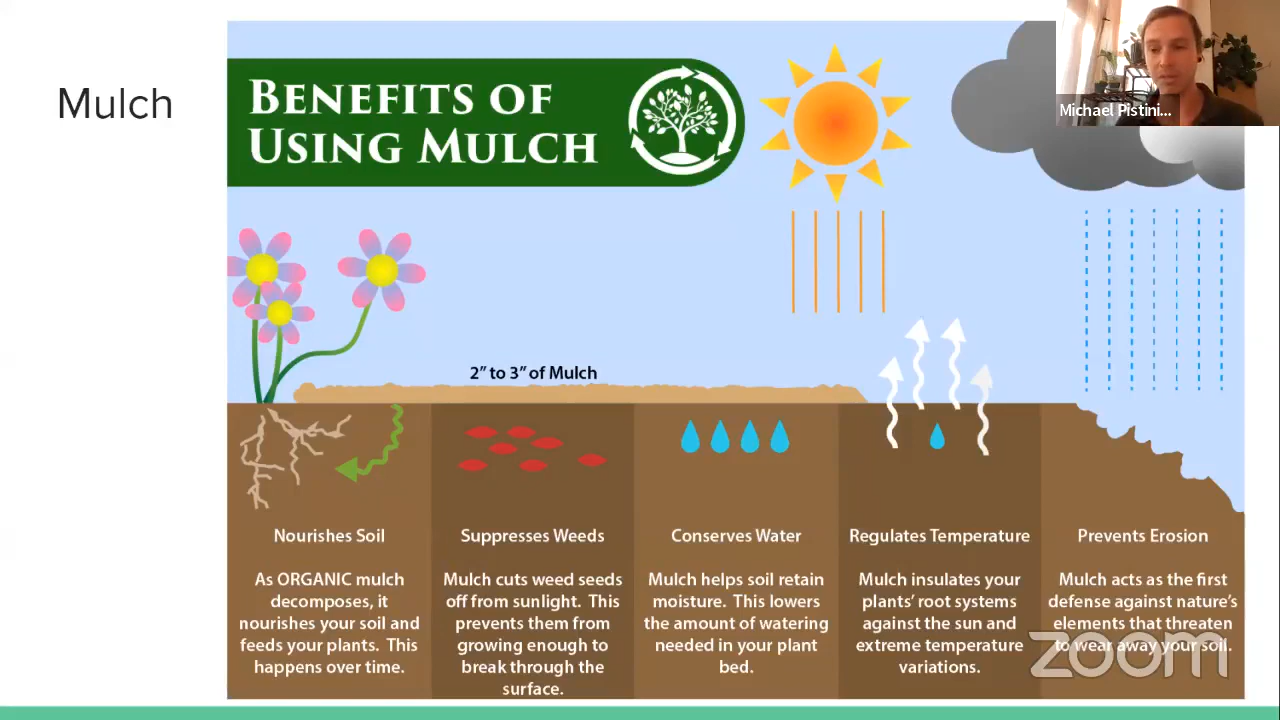 Mulch
BENEFITS OF
USING MULCH
Michael Pistini...
2” to 3” of Mulch
Nourishes Soil
As ORGANIC mulch
decomposes, it
nourishes your soil and
feeds your plants. This
happens over time.
Suppresses Weeds
Mulch cuts weed seeds
off from sunlight. This
prevents them from
growing enough to
break through the
surface.
Conserves Water
Mulch helps soil retain
moisture. This lowers
the amount of watering
needed in your plant
bed.
Regulates Temperature
Mulch insulates your
plants’ root systems
against the sun and
extreme temperature
variations.
Prevents Erosion
Mulch acts as the first
defense against nature’s
elements that threaten
to wear away your soil.
zoom